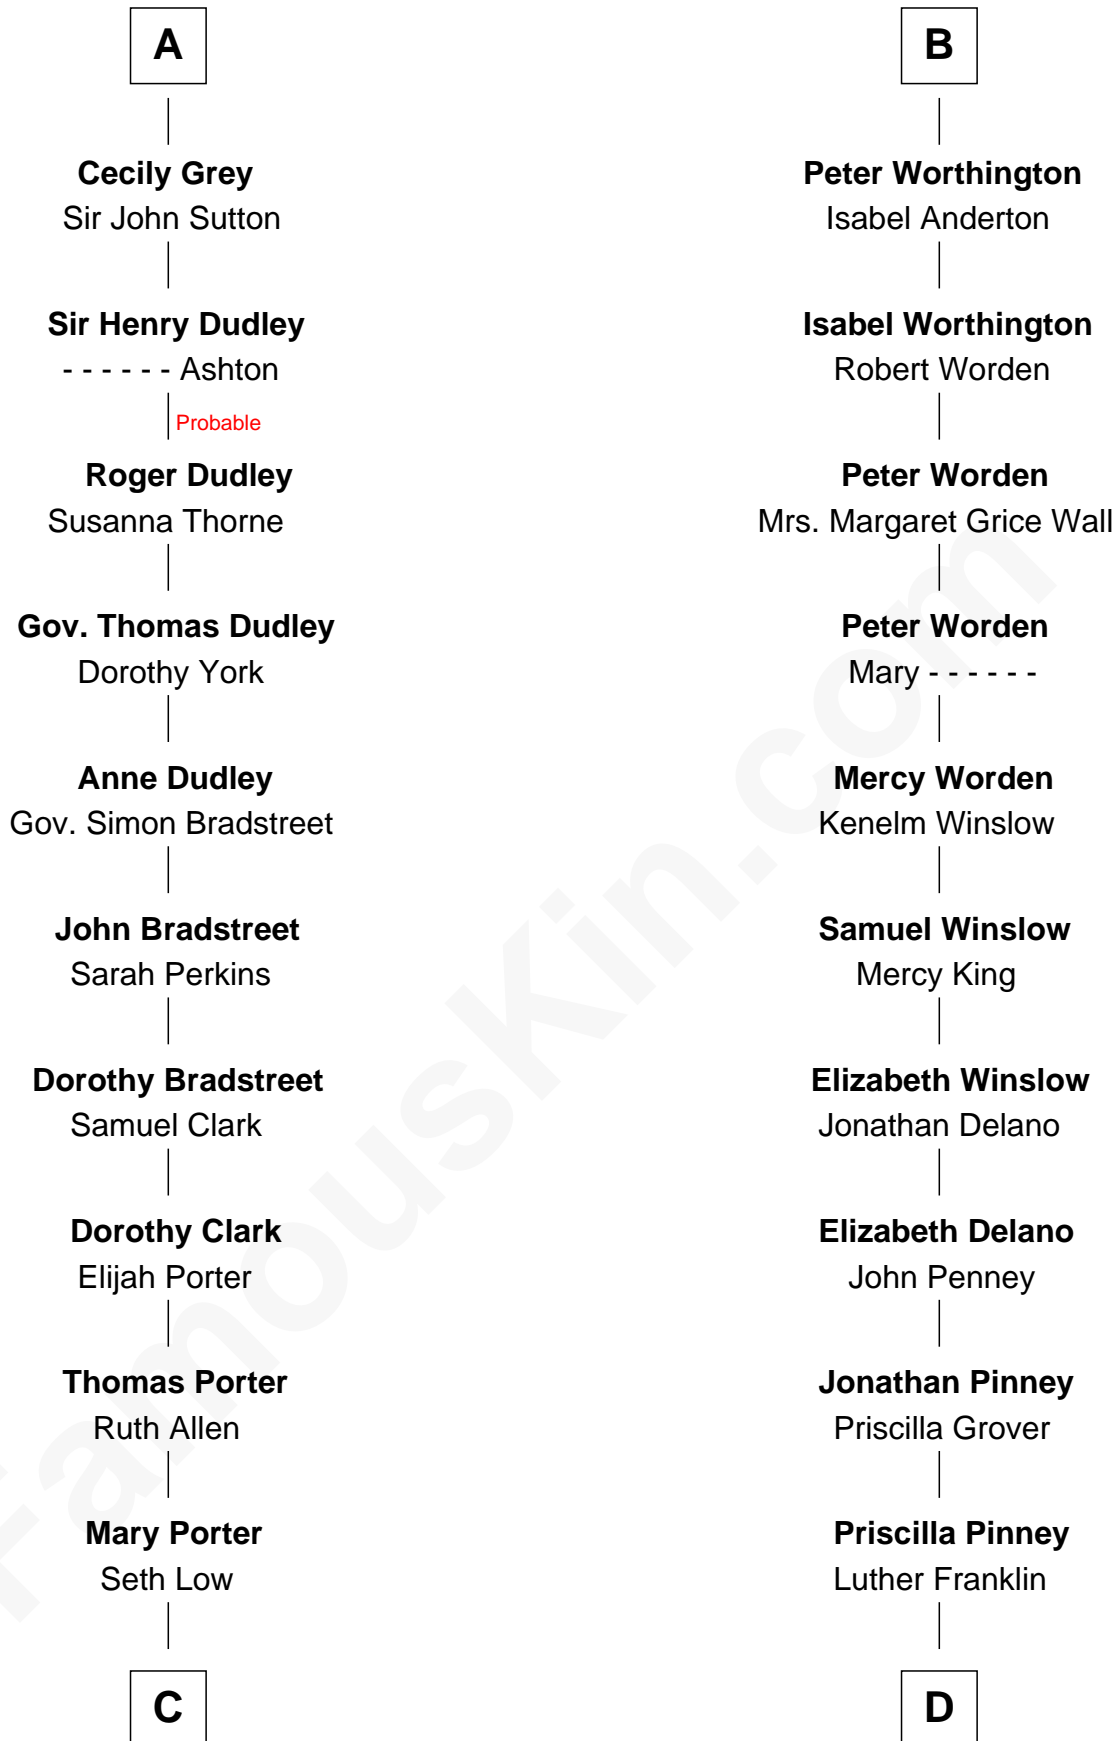 A
Cecily Grey
Sir John Sutton
Sir Henry Dudley
- - - - - - Ashton
Probable
Roger Dudley
Susanna Thorne
Gov. Thomas Dudley
Dorothy York
Anne Dudley
Gov. Simon Bradstreet
John Bradstreet
Sarah Perkins
Dorothy Bradstreet
Samuel Clark
Dorothy Clark
Elijah Porter
Thomas Porter
Ruth Allen
Mary Porter
Seth Low
C
B
Peter Worthington
Isabel Anderton
Isabel Worthington
Robert Worden
Peter Worden
Mrs. Margaret Grice Wall
Peter Worden
Mary - - - - - -
Mercy Worden
Kenelm Winslow
Samuel Winslow
Mercy King
Elizabeth Winslow
Jonathan Delano
Elizabeth Delano
John Penney
Jonathan Pinney
Priscilla Grover
Priscilla Pinney
Luther Franklin
D
FamousKin.com